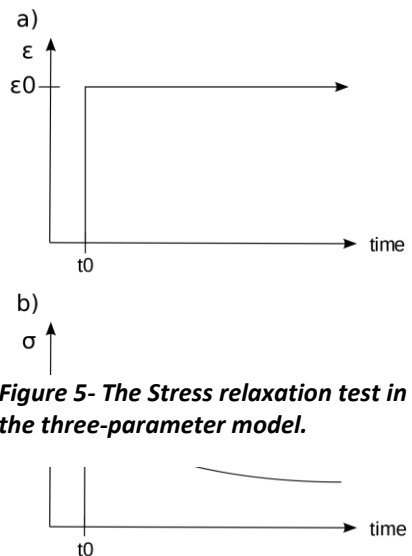 a)
ε
ε0
time
t0
b)
σ
Figure 5- The Stress relaxation test in
the three-parameter model.
time
t0